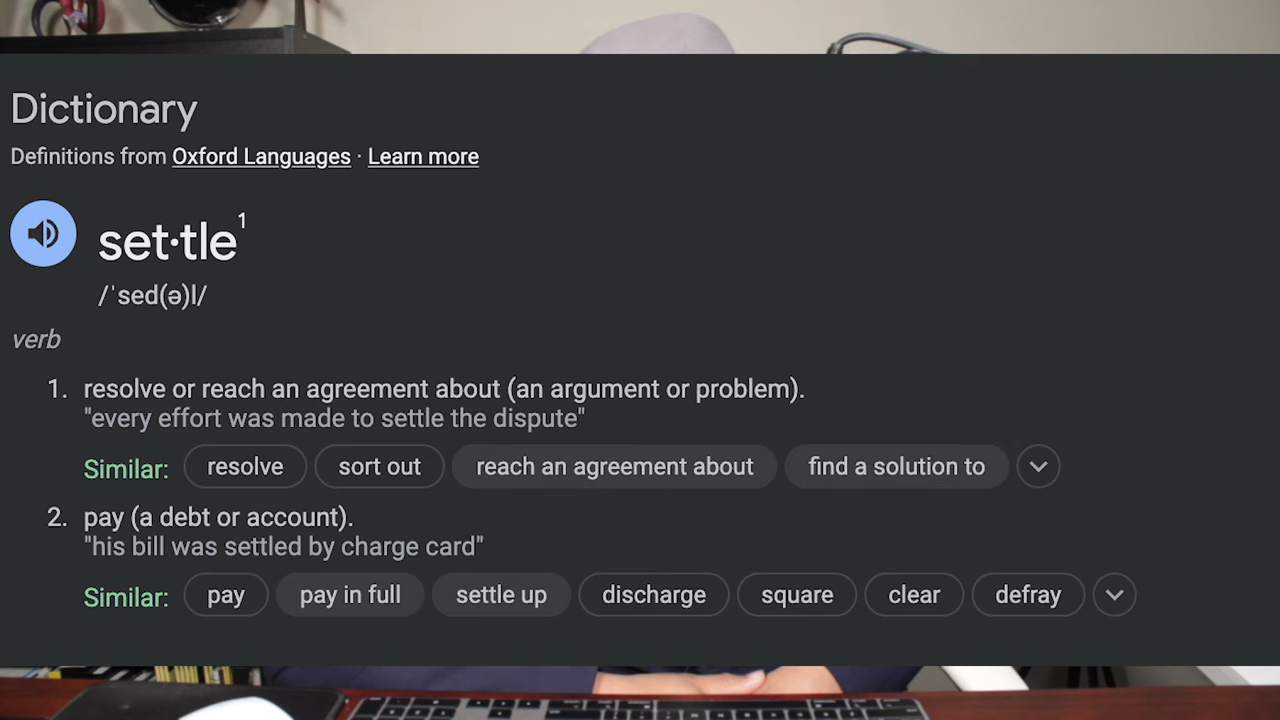 Dictionary
Definitions from Oxford Languages · Learn more
set·tle¹
/ˈsed(ə)l/
verb
1. resolve or reach an agreement about (an argument or problem).
"every effort was made to settle the dispute"
Similar: resolve sort out reach an agreement about find a solution to
2. pay (a debt or account).
"his bill was settled by charge card"
Similar: pay pay in full settle up discharge square clear defray